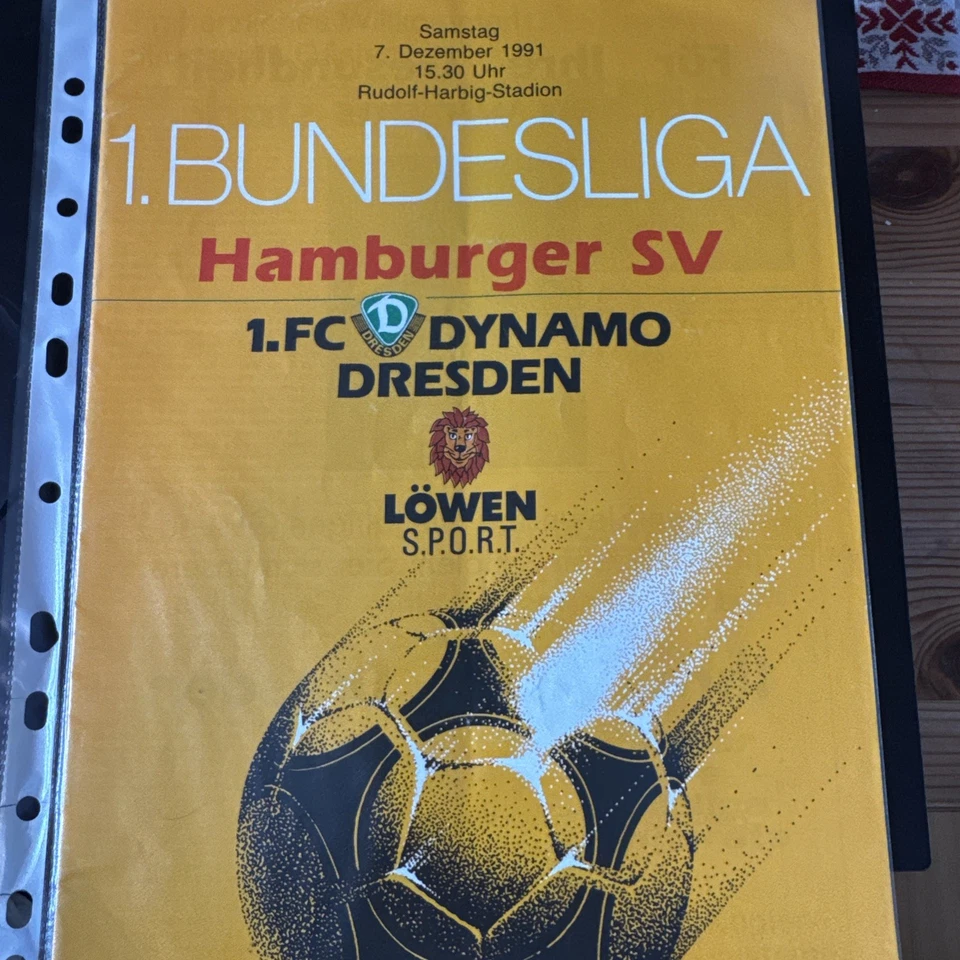 Samstag
7. Dezember 1991
15.30 Uhr
Rudolf-Harbig-Stadion
1. BUNDESLIGA
Hamburger SV
1. FC D DYNAMO
DRESDEN
DRESDEN
LÖWEN
S.P.O.R.T.